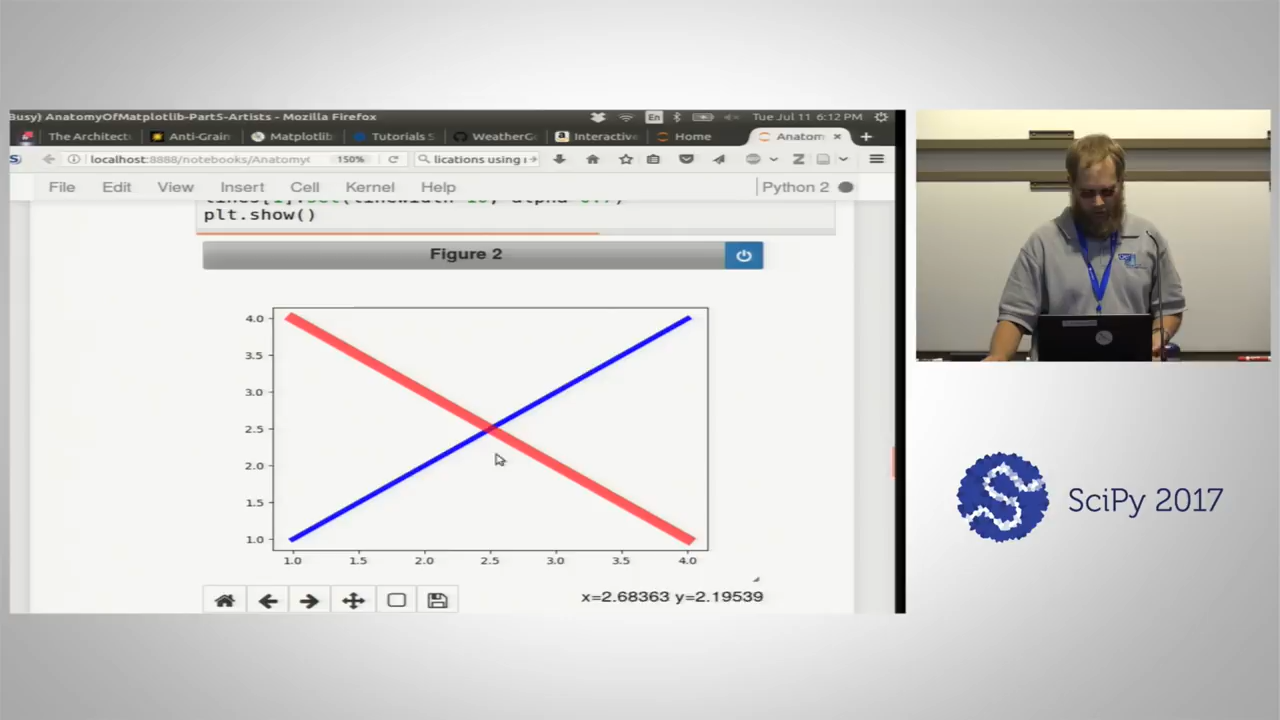 Busy) AnatomyOfMatplotlib-Part5-Artists - Mozilla Firefox
En
Tue Jul 11 6:12 PM
The Architect
Anti-Grain
Matplotlib
Tutorials S
WeatherG
Interactive
Home
Anatom
localhost:8888/notebooks/Anatomy
150%
lications using
File Edit View Insert Cell Kernel Help
Python 2
plt.show()
Figure 2
4.0
3.5
3.0
2.5
2.0
1.5
1.0
1.0 1.5 2.0 2.5 3.0 3.5 4.0
x=2.68363 y=2.19539
SciPy 2017